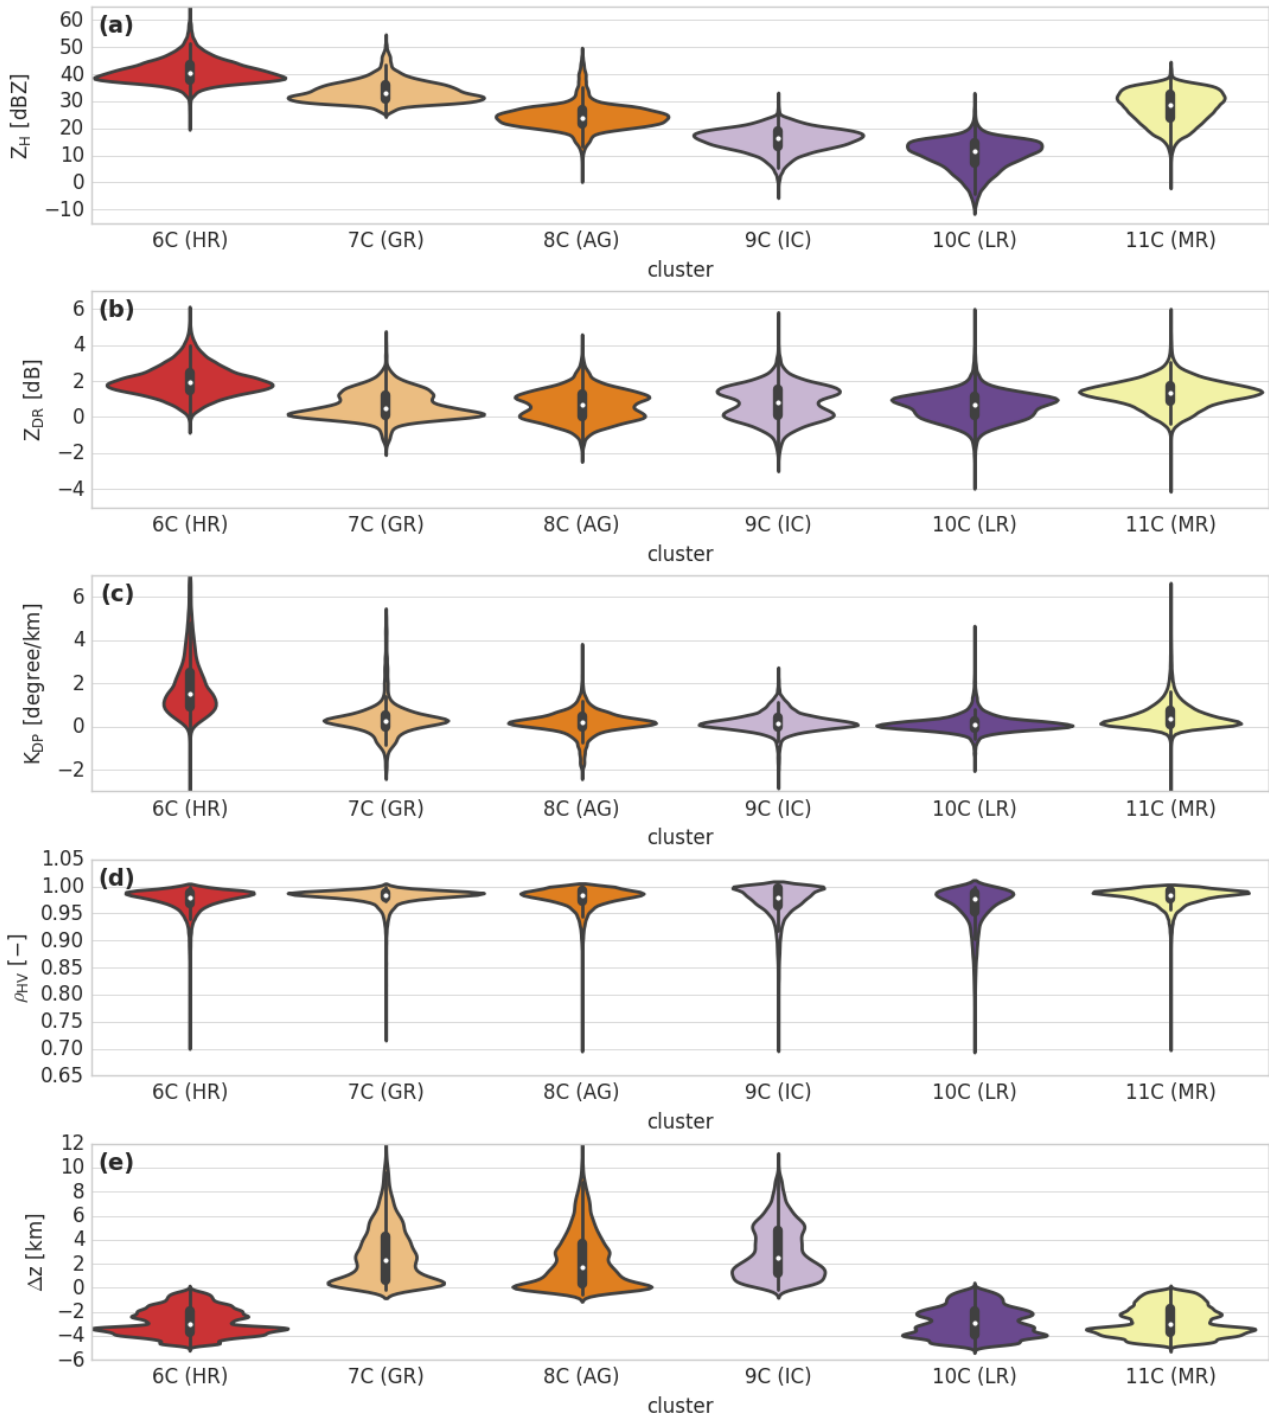 (a)
Z_H [dBZ]
60
50
40
30
20
10
0
−10
6C (HR) 7C (GR) 8C (AG) 9C (IC) 10C (LR) 11C (MR)
cluster
(b)
Z_DR [dB]
6
4
2
0
−2
−4
6C (HR) 7C (GR) 8C (AG) 9C (IC) 10C (LR) 11C (MR)
cluster
(c)
K_DP [degree/km]
6
4
2
0
−2
6C (HR) 7C (GR) 8C (AG) 9C (IC) 10C (LR) 11C (MR)
cluster
(d)
ρ_HV [−]
1.05
1.00
0.95
0.90
0.85
0.80
0.75
0.70
0.65
6C (HR) 7C (GR) 8C (AG) 9C (IC) 10C (LR) 11C (MR)
cluster
(e)
Δz [km]
12
10
8
6
4
2
0
−2
−4
−6
6C (HR) 7C (GR) 8C (AG) 9C (IC) 10C (LR) 11C (MR)
cluster